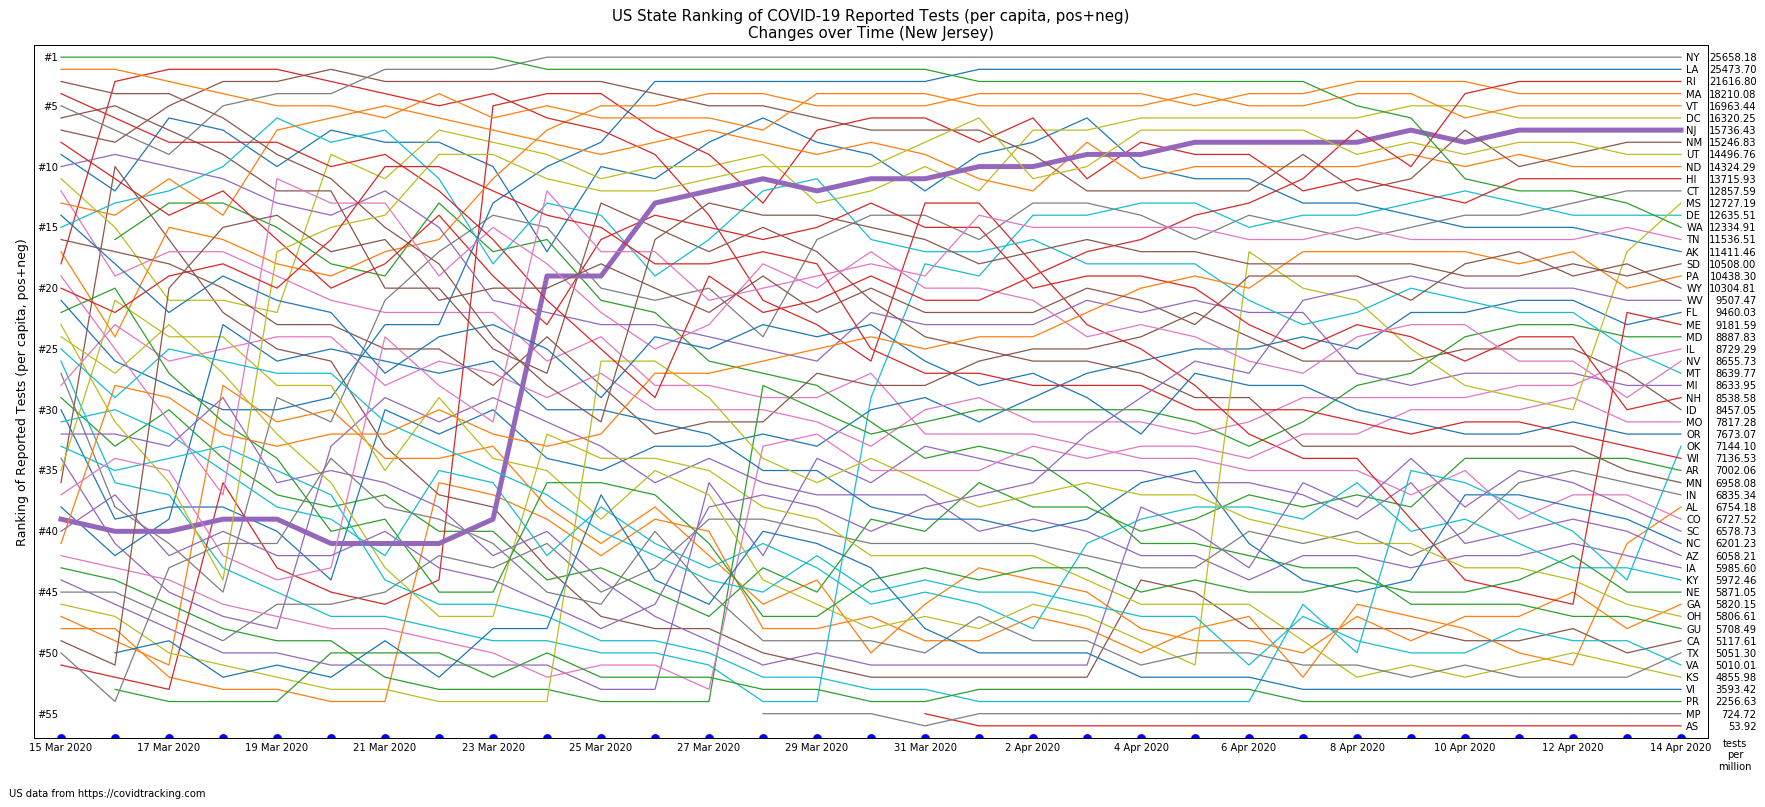 US State Ranking of COVID-19 Reported Tests (per capita, pos+neg)
Changes over Time (New Jersey)
Ranking of Reported Tests (per capita, pos+neg)
#1
#5
#10
#15
#20
#25
#30
#35
#40
#45
#50
#55
NY 25658.18
LA 25473.70
RI 21616.80
MA 18210.08
VT 16963.44
DC 16320.25
NJ 15736.43
NM 15246.83
UT 14496.76
ND 14324.29
HI 13715.93
CT 12857.59
MS 12727.19
DE 12635.51
WA 12334.91
TN 11536.51
AK 11411.46
SD 10508.00
PA 10438.30
WY 10304.81
WV 9507.47
FL 9460.03
ME 9181.59
MD 8887.83
IL 8729.29
NV 8655.73
MT 8639.77
MI 8633.95
NH 8538.58
ID 8457.05
MO 7817.28
OR 7673.07
OK 7144.10
WI 7136.53
AR 7002.06
MN 6958.08
IN 6835.34
AL 6754.18
CO 6727.52
SC 6578.73
NC 6201.23
AZ 6058.21
IA 5985.60
KY 5972.46
NE 5871.05
GA 5820.15
OH 5806.61
GU 5708.49
CA 5117.61
TX 5051.30
VA 5010.01
KS 4855.98
VI 3593.42
PR 2256.63
MP 724.72
AS 53.92
15 Mar 2020
17 Mar 2020
19 Mar 2020
21 Mar 2020
23 Mar 2020
25 Mar 2020
27 Mar 2020
29 Mar 2020
31 Mar 2020
2 Apr 2020
4 Apr 2020
6 Apr 2020
8 Apr 2020
10 Apr 2020
12 Apr 2020
14 Apr 2020
tests
per
million
US data from https://covidtracking.com